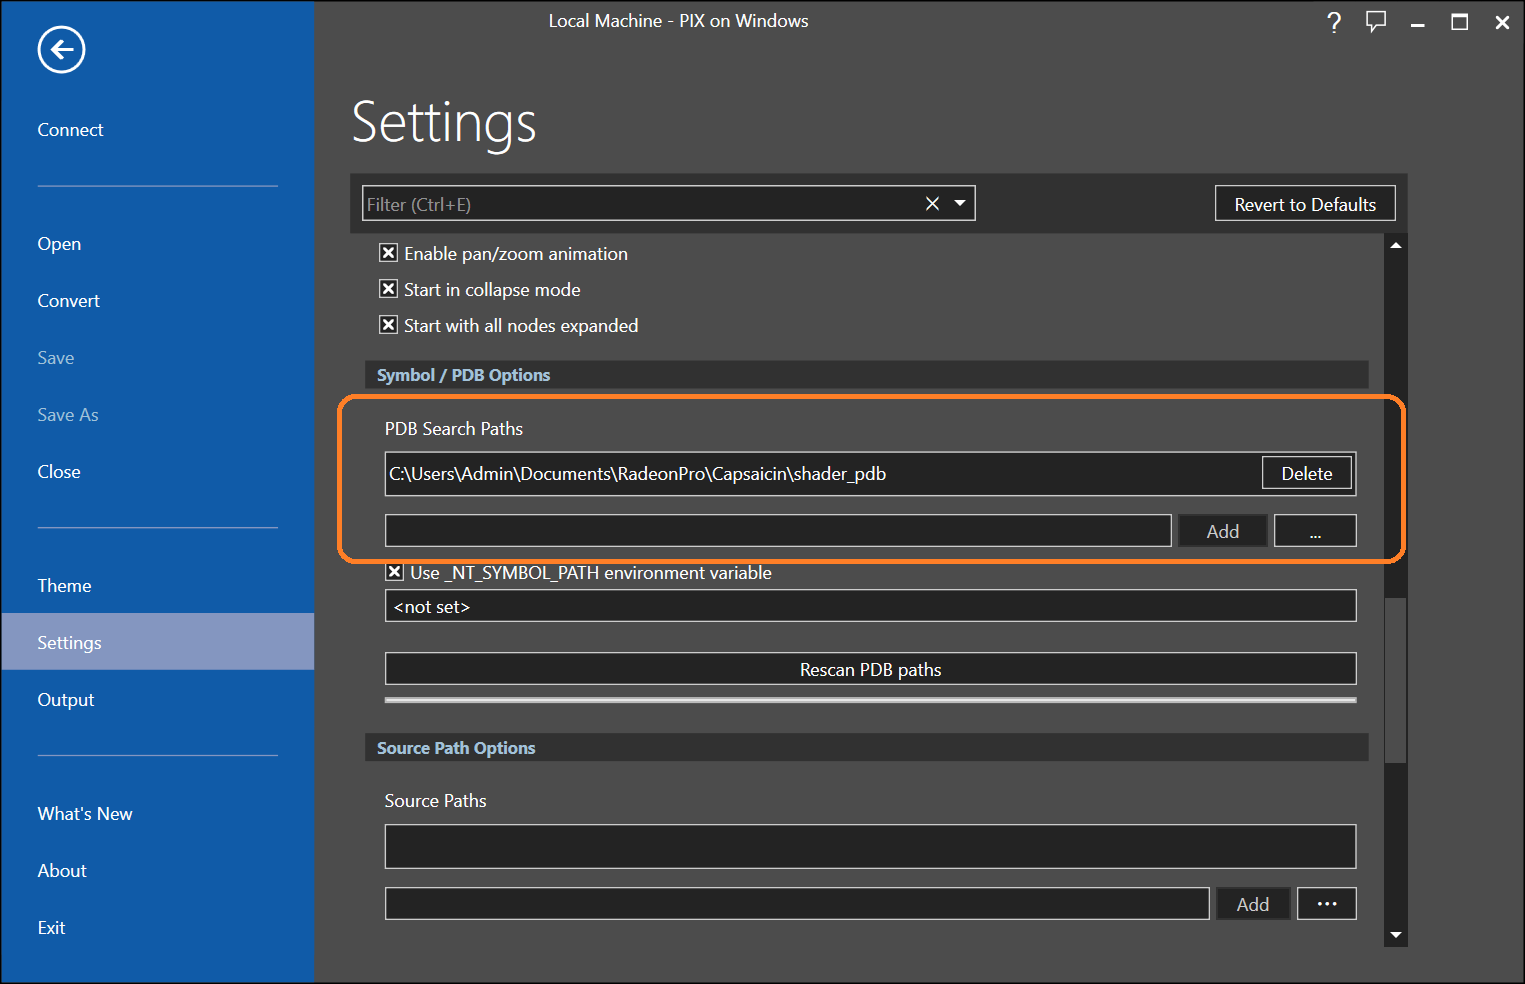 Local Machine - PIX on Windows
?
Connect
Open
Convert
Save
Save As
Close
Theme
Settings
Output
What's New
About
Exit
Settings
Filter (Ctrl+E)
Revert to Defaults
Enable pan/zoom animation
Start in collapse mode
Start with all nodes expanded
Symbol / PDB Options
PDB Search Paths
C:\Users\Admin\Documents\RadeonPro\Capsaicin\shader_pdb Delete
Add ...
Use _NT_SYMBOL_PATH environment variable
<not set>
Rescan PDB paths
Source Path Options
Source Paths
Add ...